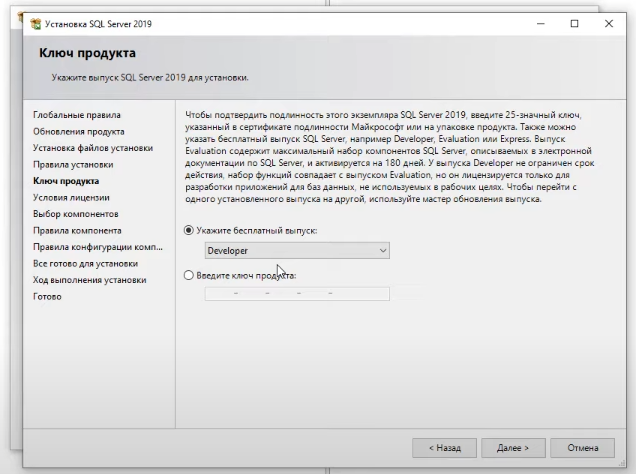 Установка SQL Server 2019
Ключ продукта
Укажите выпуск SQL Server 2019 для установки.
Глобальные правила
Обновления продукта
Установка файлов установки
Правила установки
Ключ продукта
Условия лицензии
Выбор компонентов
Правила компонента
Правила конфигурации комп...
Все готово для установки
Ход выполнения установки
Готово
Чтобы подтвердить подлинность этого экземпляра SQL Server 2019, введите 25-значный ключ,
указанный в сертификате подлинности Майкрософт или на упаковке продукта. Также можно
указать бесплатный выпуск SQL Server, например Developer, Evaluation или Express. Выпуск
Evaluation содержит максимальный набор компонентов SQL Server, описываемых в электронной
документации по SQL Server, и активируется на 180 дней. У выпуска Developer не ограничен срок
действия, набор функций совпадает с выпуском Evaluation, но он лицензируется только для
разработки приложений для баз данных, не используемых в рабочих целях. Чтобы перейти с
одного установленного выпуска на другой, используйте мастер обновления выпуска.
Укажите бесплатный выпуск:
Developer
Введите ключ продукта:
- - - -
< Назад
Далее >
Отмена